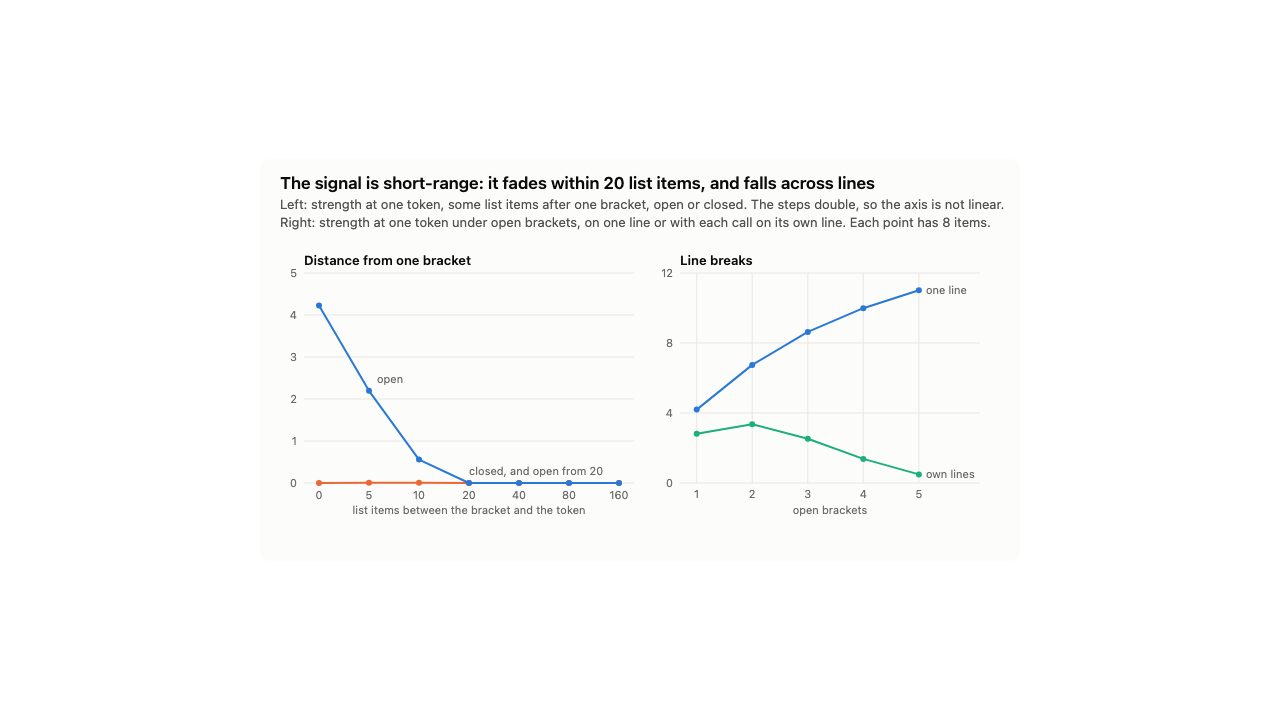 The signal is short-range: it fades within 20 list items, and falls across lines
Left: strength at one token, some list items after one bracket, open or closed. The steps double, so the axis is not linear.
Right: strength at one token under open brackets, on one line or with each call on its own line. Each point has 8 items.
Distance from one bracket
5
4
3
2
1
0
open
closed, and open from 20
0 5 10 20 40 80 160
list items between the bracket and the token
Line breaks
12
8
4
0
one line
own lines
1 2 3 4 5
open brackets